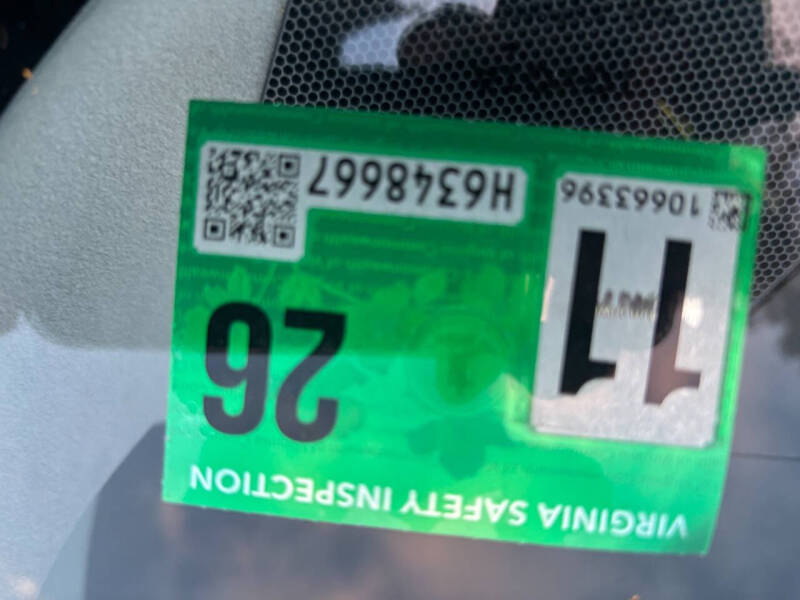 VIRGINIA SAFETY INSPECTION
11
26
10663396
H6348667